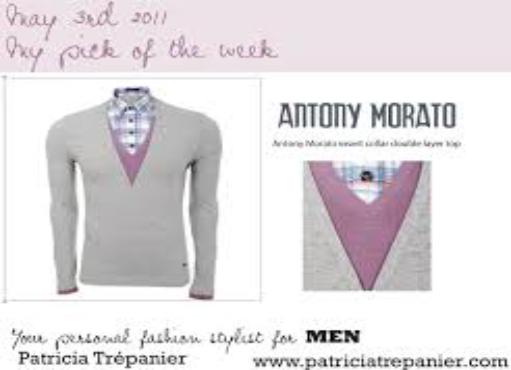 May 3rd 2011
My pick of the week
ANTONY MORATO
Antony Morato insert collar double layer top
Your personal fashion stylist for MEN
Patricia Trépanier
www.patriciatrepanier.com